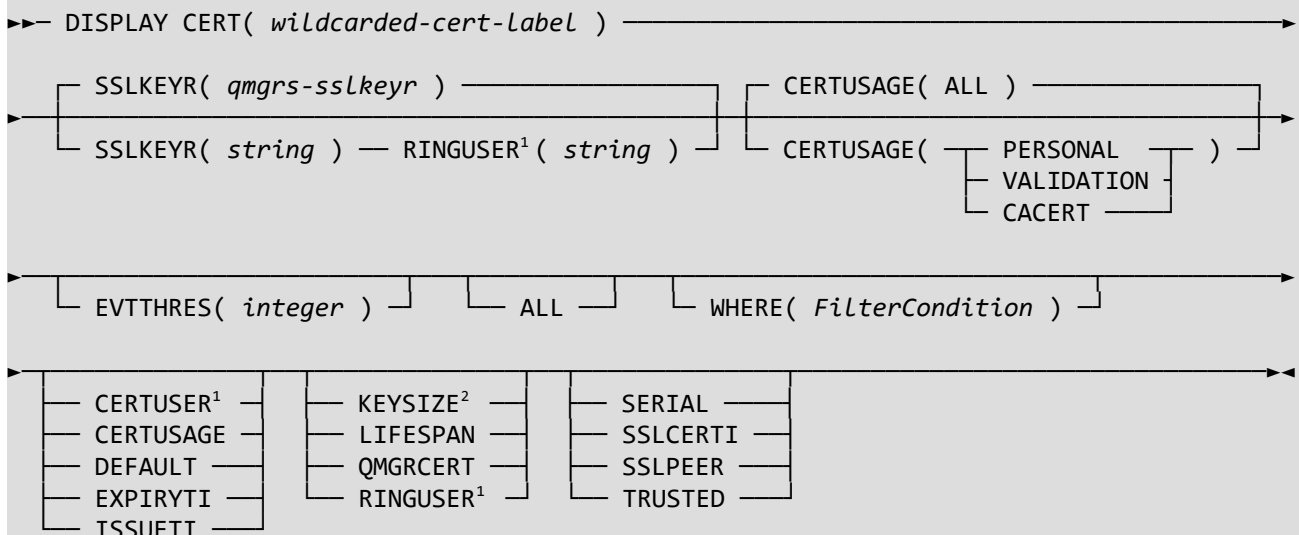 DISPLAY CERT( wildcarded-cert-label )
SSLKEYR( qmgrs-sslkeyr ) CERTUSAGE( ALL )
SSLKEYR( string ) RINGUSER¹( string ) CERTUSAGE( PERSONAL )
VALIDATION
CACERT
EVTTHRES( integer ) ALL WHERE( FilterCondition )
CERTUSER¹ KEYSIZE² SERIAL
CERTUSAGE LIFESPAN SSLCERTI
DEFAULT QMGRCERT SSLPEER
EXPIRYTI RINGUSER¹ TRUSTED
ISSUETI